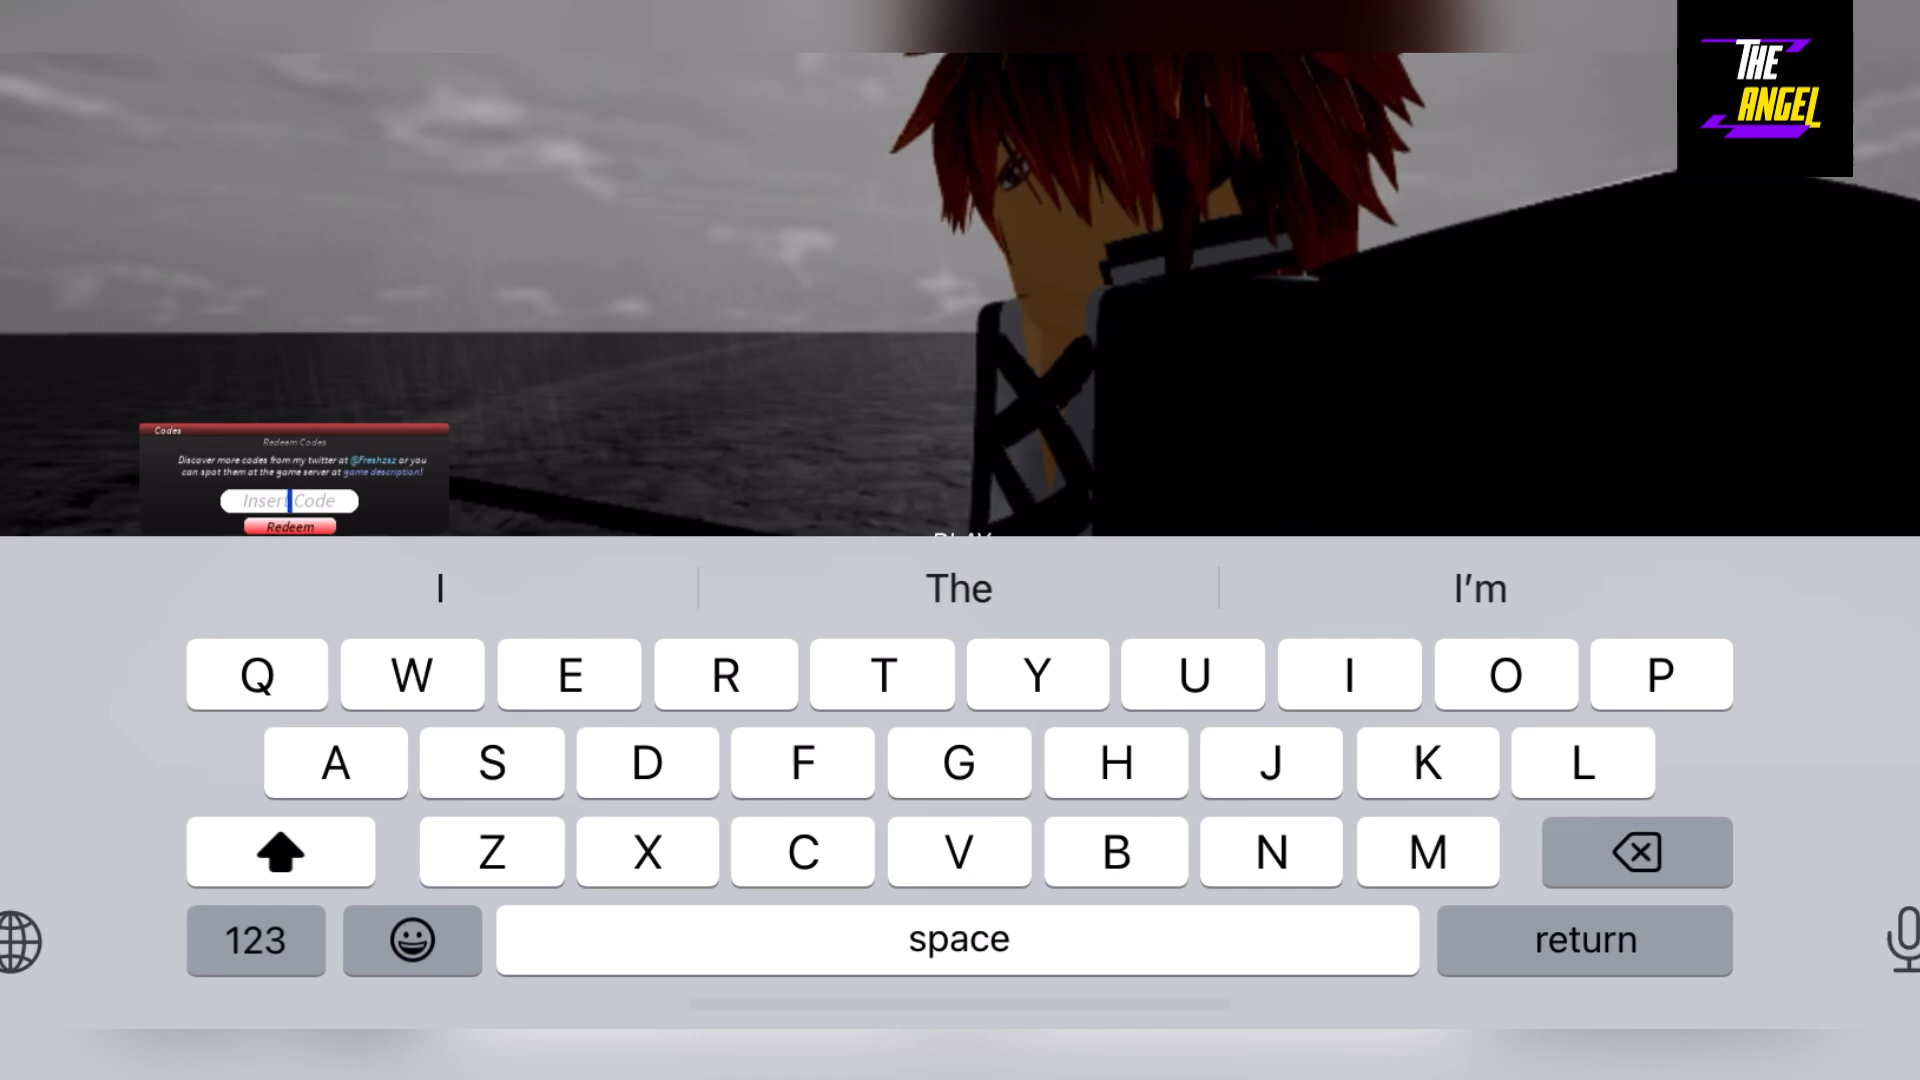 THE
ANGEL
Codes
Redeem Codes
Discover more codes from my twitter at @Freshzsz or you
can spot them at the game server at game description!
Insert Code
Redeem
PLAY
I The I’m
Q W E R T Y U I O P
A S D F G H J K L
Z X C V B N M
123 space return